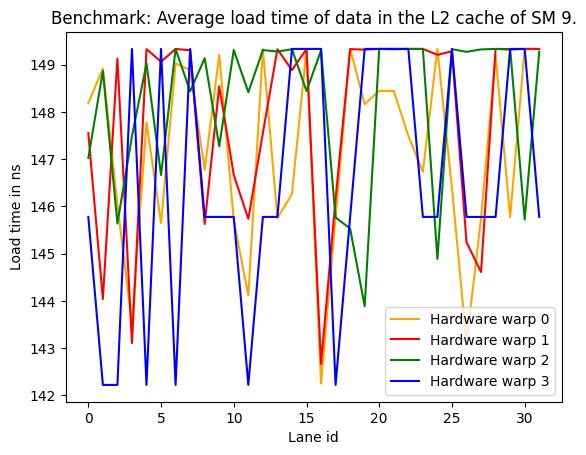 Benchmark: Average load time of data in the L2 cache of SM 9.
149
148
147
146
145
144
143
142
Load time in ns
0 5 10 15 20 25 30
Lane id
Hardware warp 0
Hardware warp 1
Hardware warp 2
Hardware warp 3